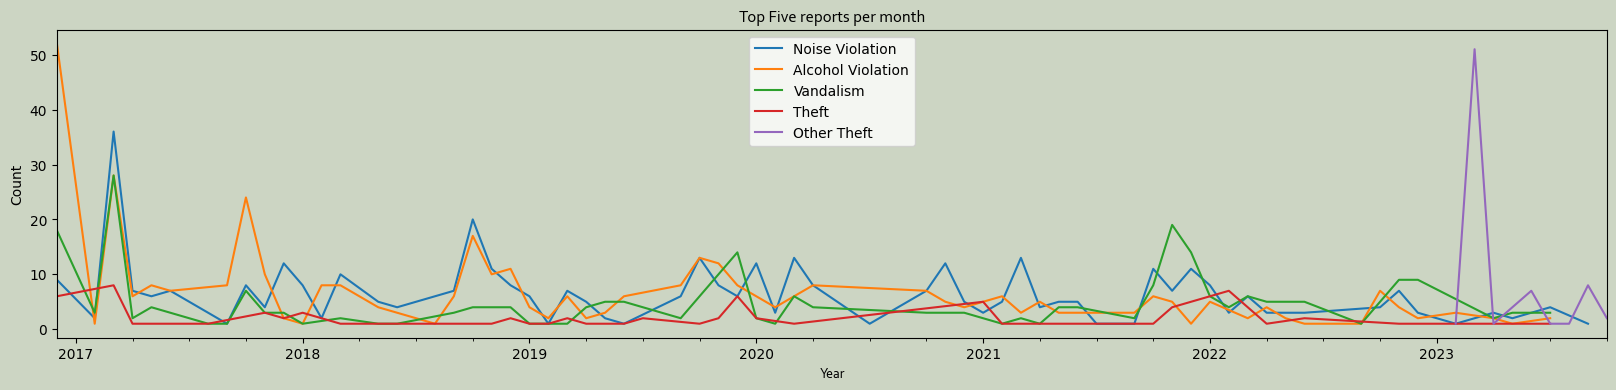 Top Five reports per month
Noise Violation
Alcohol Violation
Vandalism
Theft
Other Theft
Count
50
40
30
20
10
0
2017 2018 2019 2020 2021 2022 2023
Year